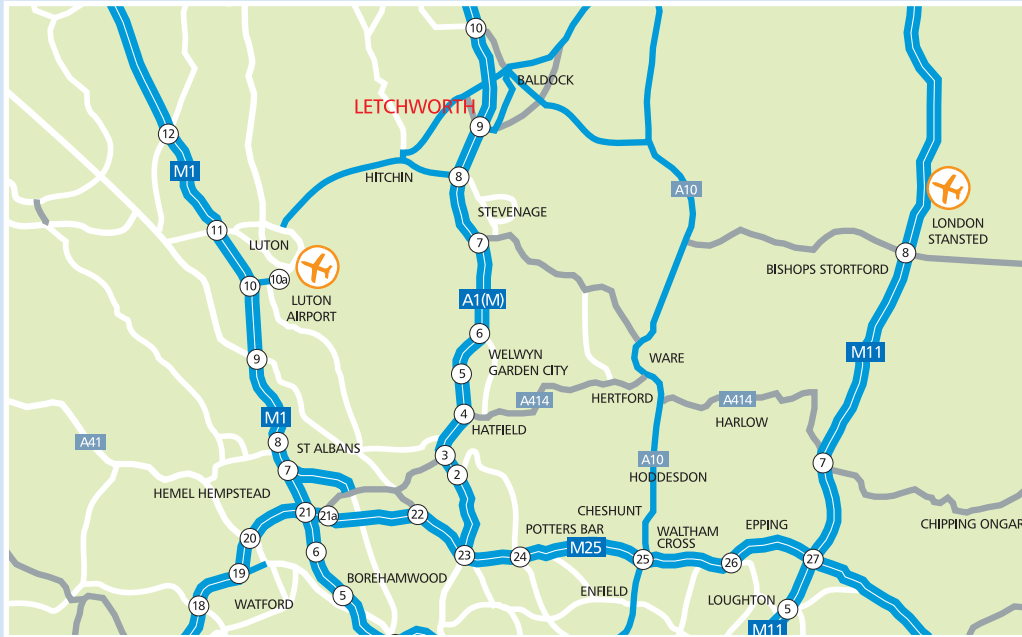 10
BALDOCK
LETCHWORTH
9
12
M1
HITCHIN
8
A10
STEVENAGE
LONDON
STANSTED
11
LUTON
7
8
BISHOPS STORTFORD
10
10a
LUTON
AIRPORT
A1(M)
6
WELWYN
GARDEN CITY
WARE
M11
9
5
HERTFORD
A414
A414
HARLOW
M1
4
HATFIELD
A41
8
ST ALBANS
3
A10
7
7
2
HODDESDON
HEMEL HEMPSTEAD
21
21a
22
CHESHUNT
CHIPPING ONGAR
POTTERS BAR
WALTHAM
CROSS
EPPING
20
6
23
24
M25
25
26
27
19
BOREHAMWOOD
ENFIELD
18
WATFORD
5
LOUGHTON
5
M11